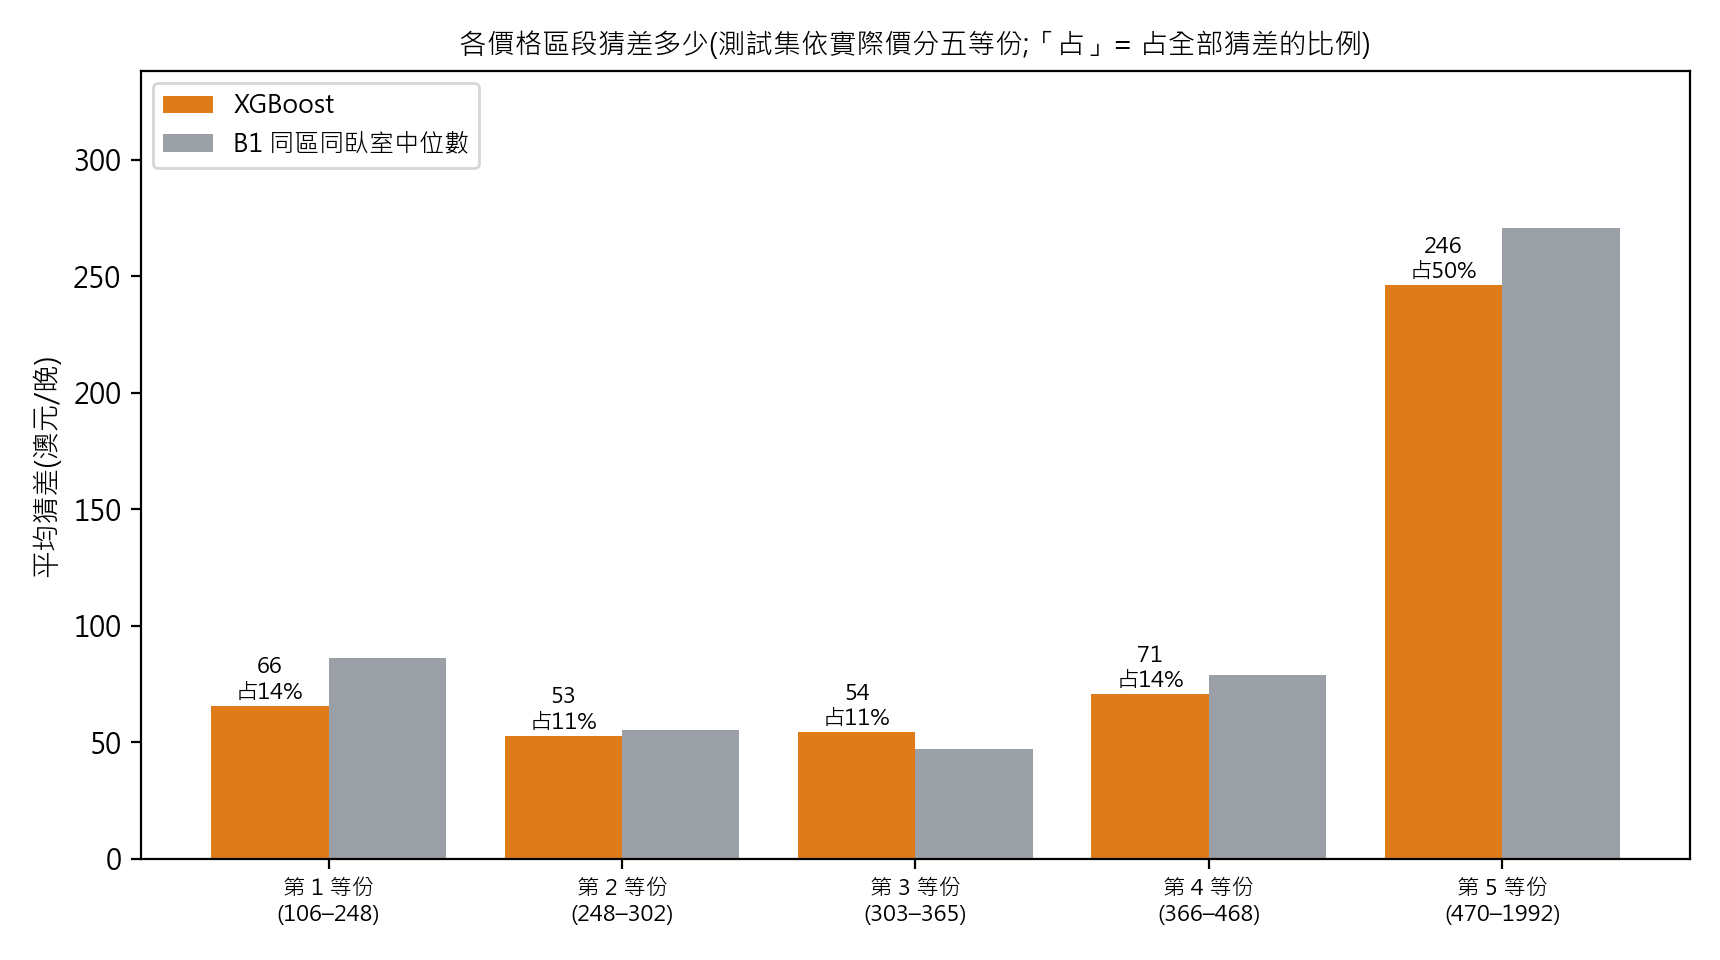 各價格區段猜差多少(測試集依實際價分五等份;「占」= 占全部猜差的比例)
XGBoost
B1 同區同臥室中位數
平均猜差(澳元/晚)
300
250
200
150
100
50
0
66
占14%
53
占11%
54
占11%
71
占14%
246
占50%
第 1 等份
(106–248)
第 2 等份
(248–302)
第 3 等份
(303–365)
第 4 等份
(366–468)
第 5 等份
(470–1992)